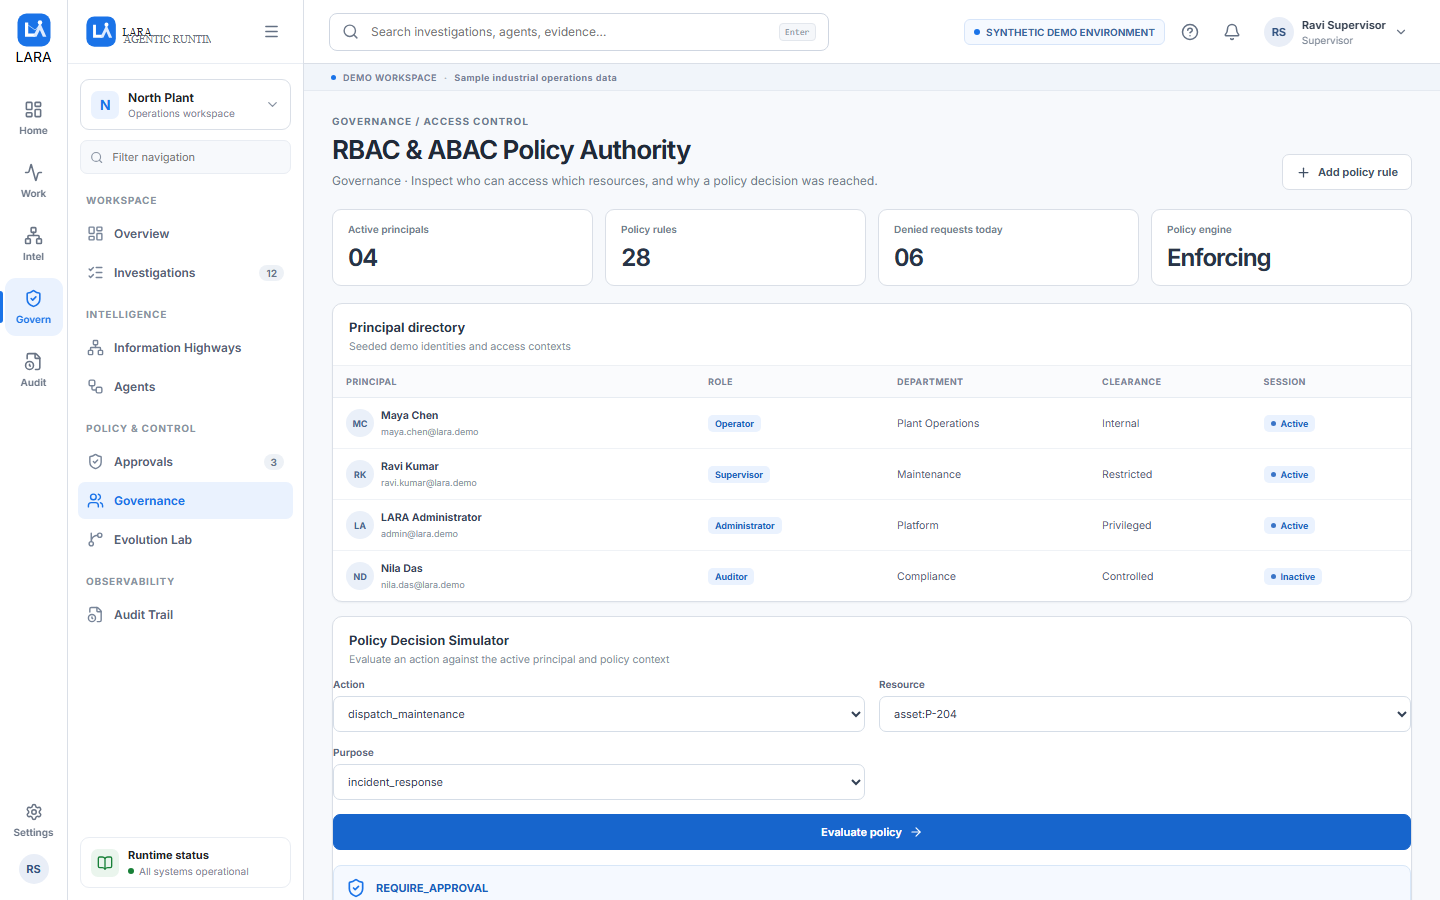 LARA
Home
Work
Intel
Govern
Audit
Settings
RS
LARA
AGENTIC RUNTIM
N
North Plant
Operations workspace
Filter navigation
WORKSPACE
Overview
Investigations 12
INTELLIGENCE
Information Highways
Agents
POLICY & CONTROL
Approvals 3
Governance
Evolution Lab
OBSERVABILITY
Audit Trail
Runtime status
All systems operational
Search investigations, agents, evidence... Enter
SYNTHETIC DEMO ENVIRONMENT
RS
Ravi Supervisor
Supervisor
DEMO WORKSPACE · Sample industrial operations data
GOVERNANCE / ACCESS CONTROL
RBAC & ABAC Policy Authority
Governance · Inspect who can access which resources, and why a policy decision was reached.
Add policy rule
Active principals
04
Policy rules
28
Denied requests today
06
Policy engine
Enforcing
Principal directory
Seeded demo identities and access contexts
PRINCIPAL ROLE DEPARTMENT CLEARANCE SESSION
MC Maya Chen
maya.chen@lara.demo
Operator Plant Operations Internal Active
RK Ravi Kumar
ravi.kumar@lara.demo
Supervisor Maintenance Restricted Active
LA LARA Administrator
admin@lara.demo
Administrator Platform Privileged Active
ND Nila Das
nila.das@lara.demo
Auditor Compliance Controlled Inactive
Policy Decision Simulator
Evaluate an action against the active principal and policy context
Action
dispatch_maintenance
Resource
asset:P-204
Purpose
incident_response
Evaluate policy
REQUIRE_APPROVAL